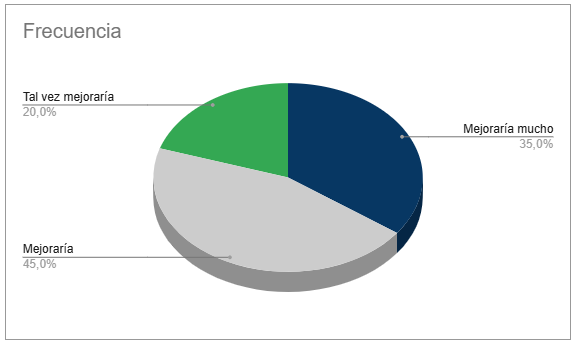 Frecuencia
Tal vez mejoraría
20,0%
Mejoraría mucho
35,0%
Mejoraría
45,0%